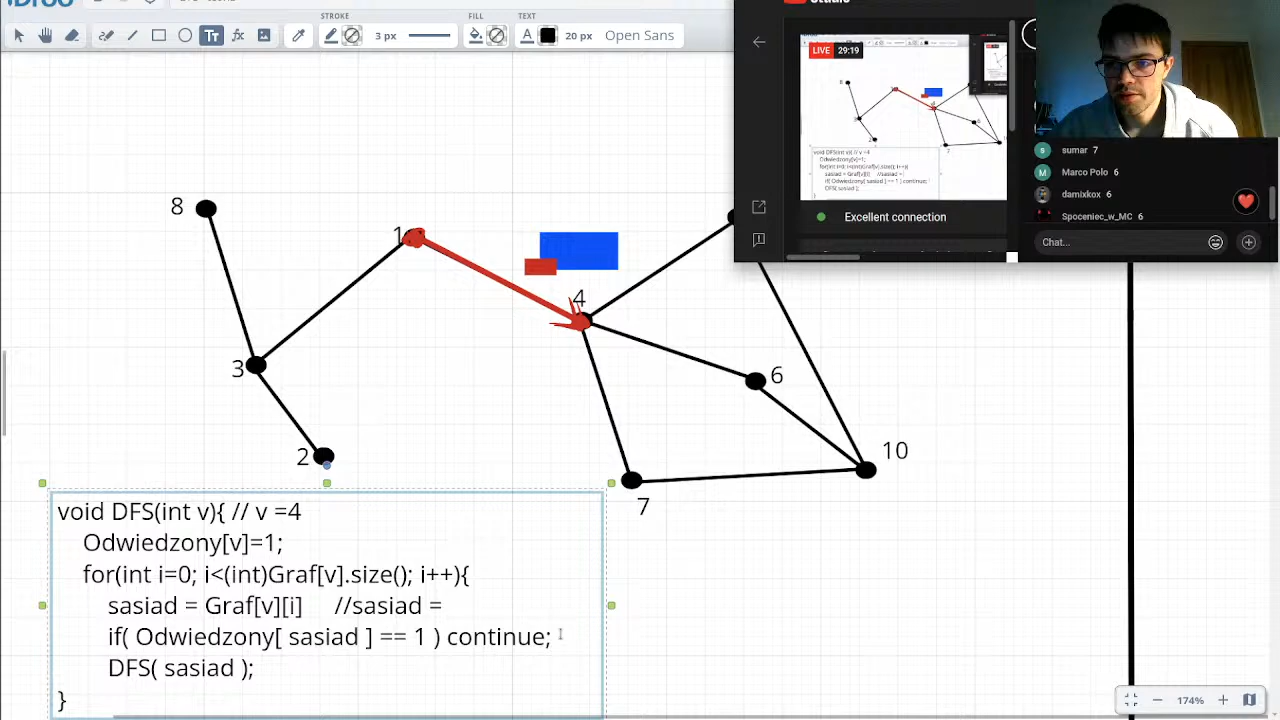 STROKE
FILL
TEXT
Tr
fx
3 px
A
20 px
Open Sans
LIVE 29:19
Excellent connection
sumar 7
Marco Polo 6
damixkox 6
Spoceniec_w_MC 6
Chat...
8
4
3
6
2
10
7
void DFS(int v){ // v =4
Odwiedzony[v]=1;
for(int i=0; i<(int)Graf[v].size(); i++){
sasiad = Graf[v][i] //sasiad =
if( Odwiedzony[ sasiad ] == 1 ) continue;
DFS( sasiad );
}
174%